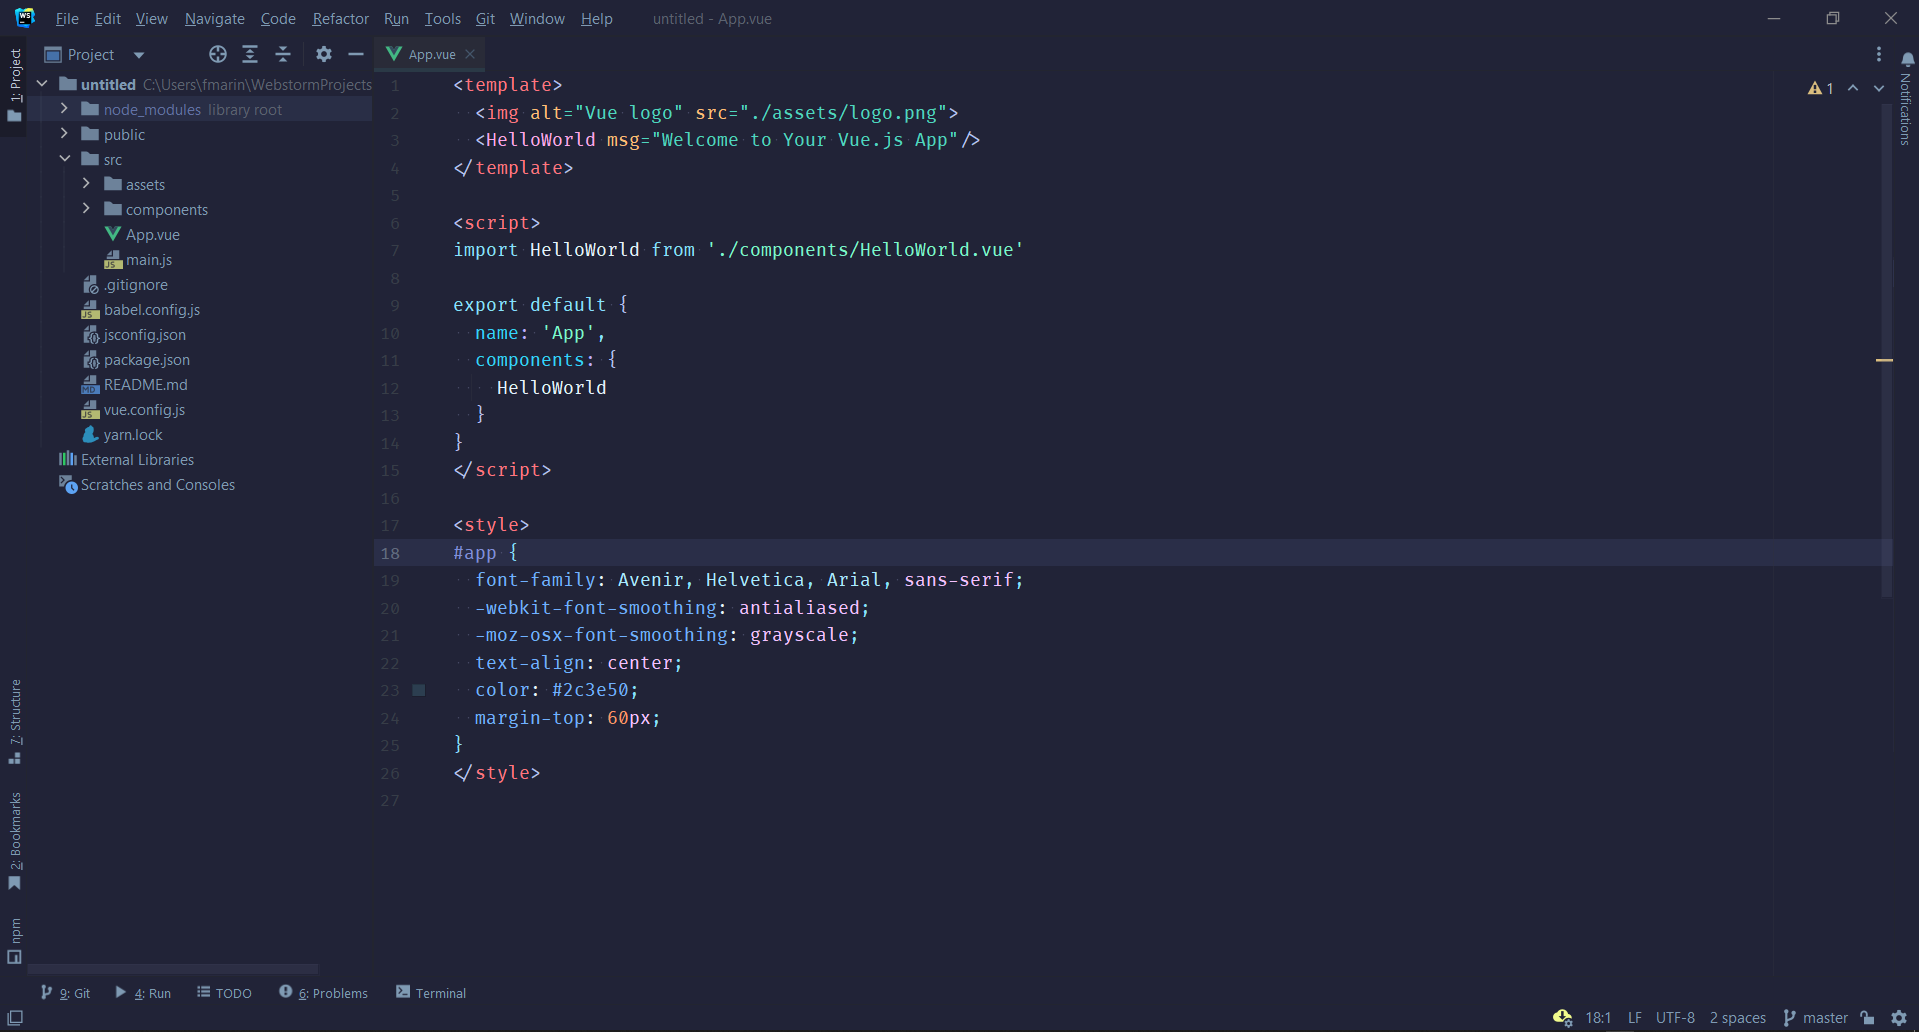 WS File Edit View Navigate Code Refactor Run Tools Git Window Help untitled - App.vue
Project
App.vue
1: Project
untitled C:\Users\fmarin\WebstormProjects
node_modules library root
public
src
assets
components
App.vue
main.js
.gitignore
babel.config.js
jsconfig.json
package.json
README.md
vue.config.js
yarn.lock
External Libraries
Scratches and Consoles
7: Structure
2: Bookmarks
npm
1 <template>
2 <img alt="Vue logo" src="./assets/logo.png">
3 <HelloWorld msg="Welcome to Your Vue.js App"/>
4 </template>
5
6 <script>
7 import HelloWorld from './components/HelloWorld.vue'
8
9 export default {
10 name: 'App',
11 components: {
12 HelloWorld
13 }
14 }
15 </script>
16
17 <style>
18 #app {
19 font-family: Avenir, Helvetica, Arial, sans-serif;
20 -webkit-font-smoothing: antialiased;
21 -moz-osx-font-smoothing: grayscale;
22 text-align: center;
23 color: #2c3e50;
24 margin-top: 60px;
25 }
26 </style>
27
1
Notifications
9: Git 4: Run TODO 6: Problems Terminal
18:1 LF UTF-8 2 spaces master